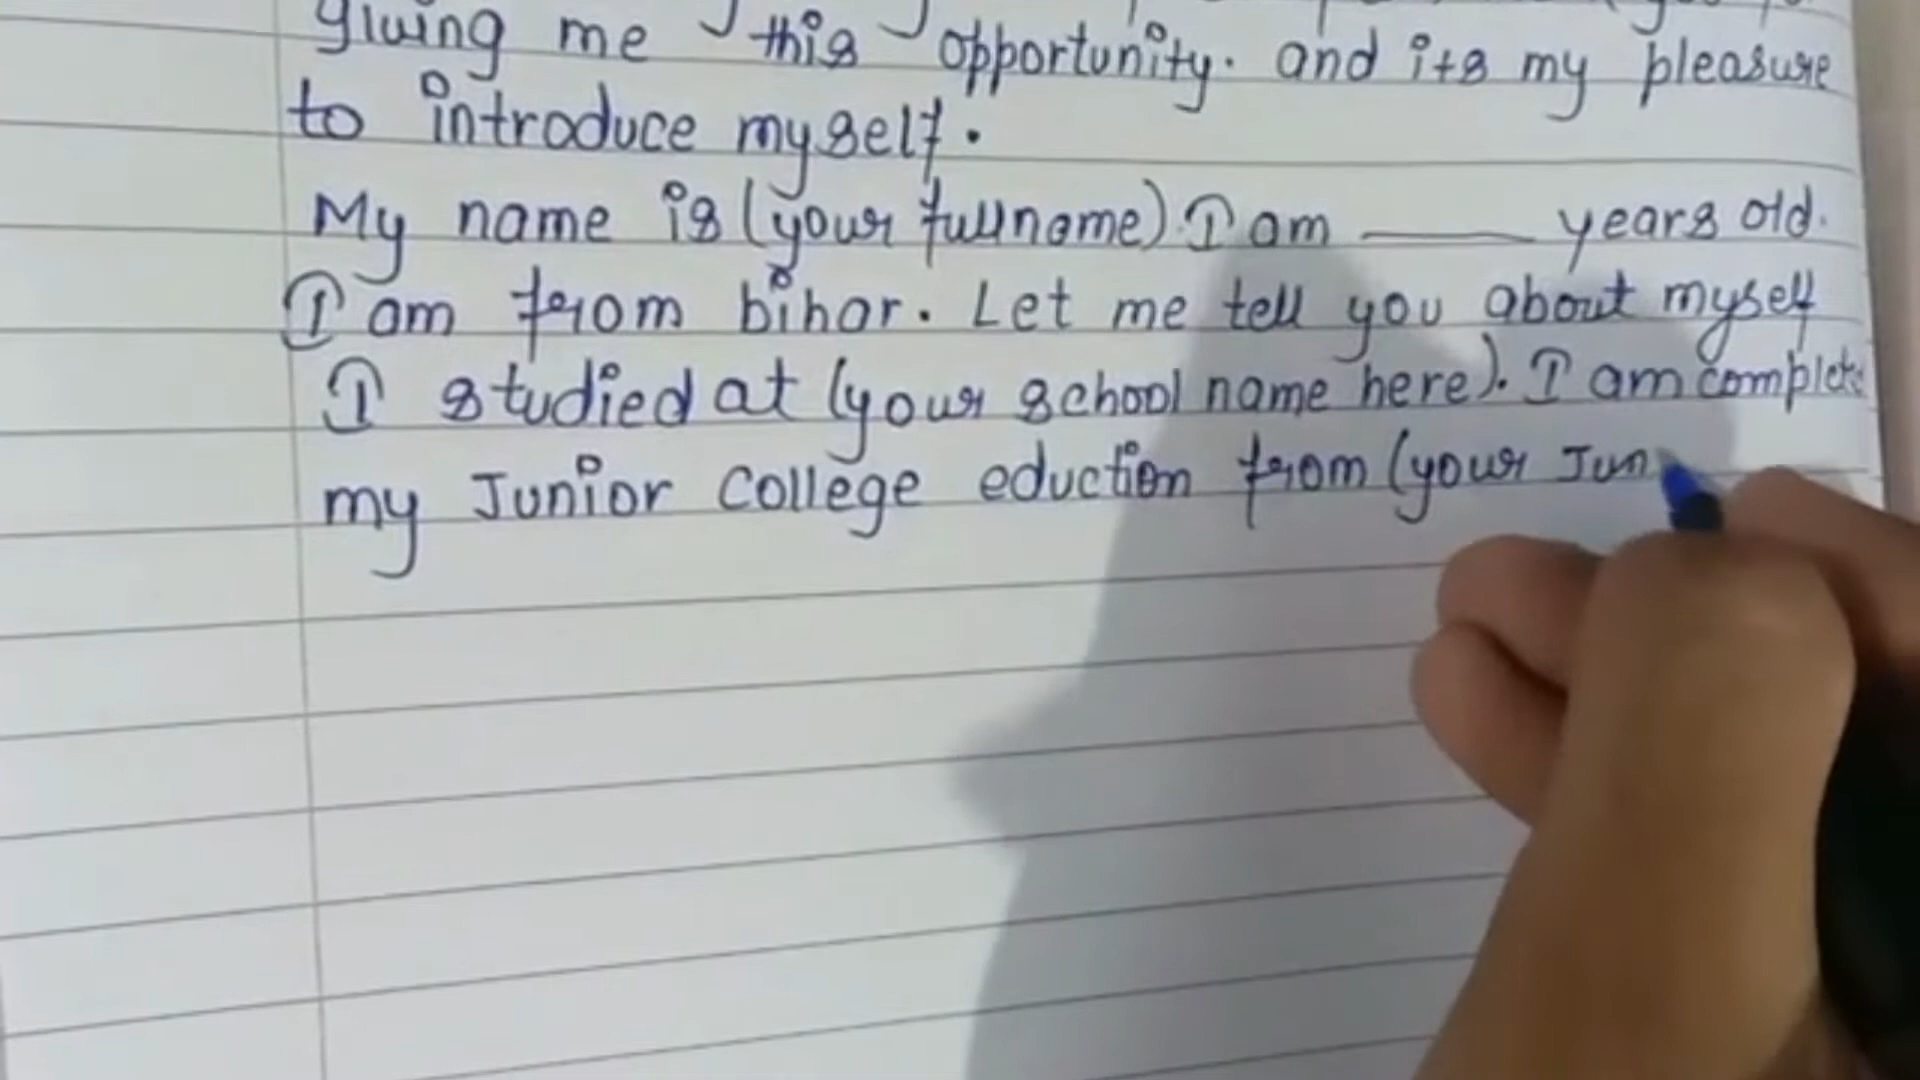 giving me this opportunity. and its my pleasure
to introduce myself.
My name is (your fullname). I am ____ years old.
I am from bihar. Let me tell you about myself
I studied at (your school name here). I am complete
my Junior College eduction from (your Jun